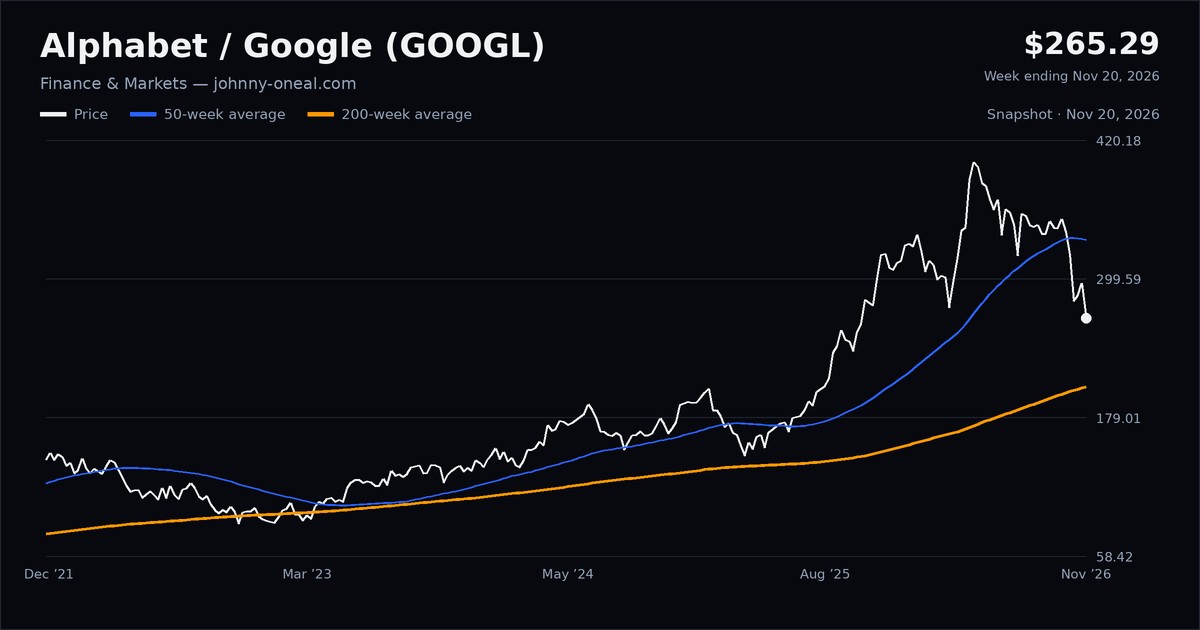 Alphabet / Google (GOOGL)
$265.29
Finance & Markets — johnny-oneal.com
Week ending Nov 20, 2026
Price
50-week average
200-week average
Snapshot · Nov 20, 2026
420.18
299.59
179.01
58.42
Dec ’21
Mar ’23
May ’24
Aug ’25
Nov ’26